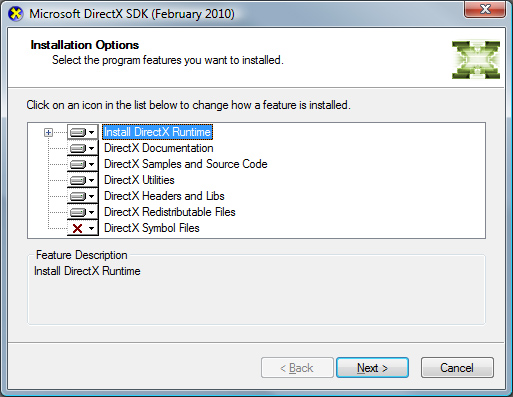 Microsoft DirectX SDK (February 2010)
Installation Options
Select the program features you want to installed.
Click on an icon in the list below to change how a feature is installed.
Install DirectX Runtime
DirectX Documentation
DirectX Samples and Source Code
DirectX Utilities
DirectX Headers and Libs
DirectX Redistributable Files
DirectX Symbol Files
Feature Description
Install DirectX Runtime
< Back
Next >
Cancel